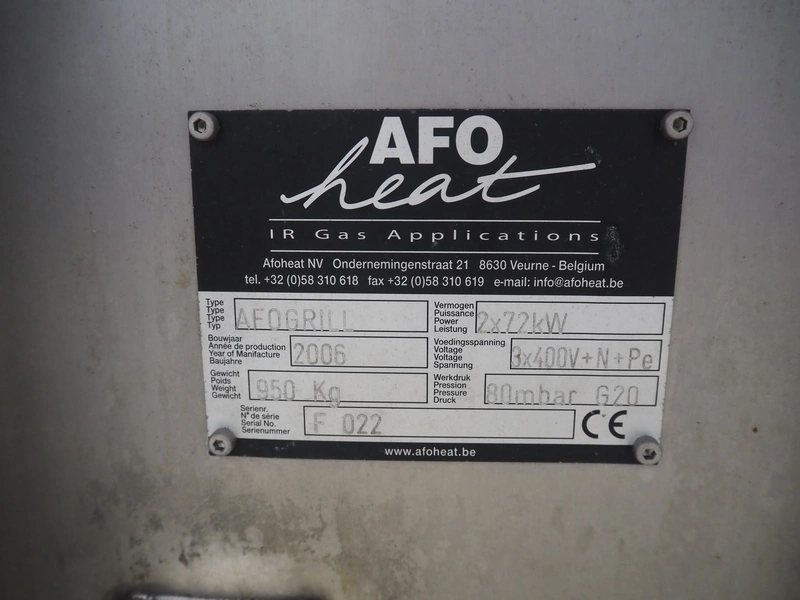 AFO
heat
IR Gas Applications
Afoheat NV Ondernemingenstraat 21 8630 Veurne - Belgium
tel. +32 (0)58 310 618 fax +32 (0)58 310 619 e-mail: info@afoheat.be
Type
Type
Type
Typ
AFOGRILL
Vermogen
Puissance
Power
Leistung
2x72kW
Bouwjaar
Année de production
Year of Manifacture
Baujahre
2006
Voedingsspanning
Voltage
Voltage
Spannung
3x400V+N+Pe
Gewicht
Poids
Weight
Gewicht
950 Kg
Werkdruk
Pression
Pressure
Druck
80mbar G20
Serienr.
N° de série
Serial No.
Serienummer
F 022
CE
www.afoheat.be